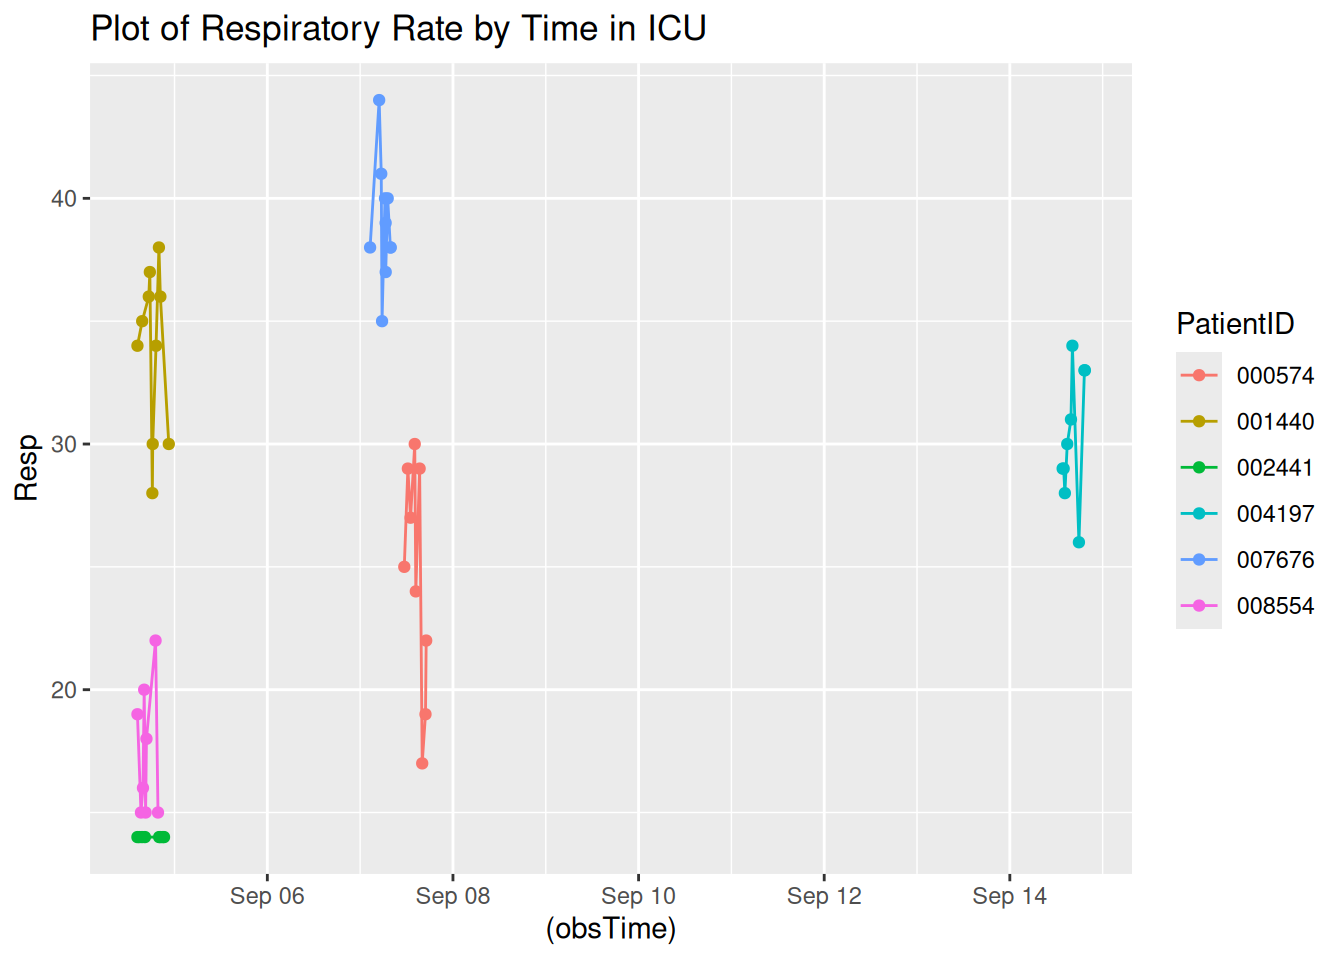 Plot of Respiratory Rate by Time in ICU
40
30
20
Resp
Sep 06
Sep 08
Sep 10
Sep 12
Sep 14
(obsTime)
PatientID
000574
001440
002441
004197
007676
008554